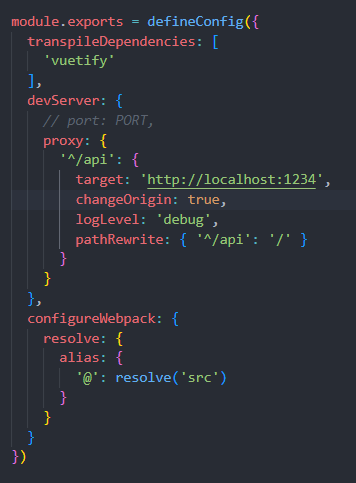 module.exports = defineConfig({
  transpileDependencies: [
    'vuetify'
  ],
  devServer: {
    // port: PORT,
    proxy: {
      '^/api': {
        target: 'http://localhost:1234',
        changeOrigin: true,
        logLevel: 'debug',
        pathRewrite: { '^/api': '/' }
      }
    }
  },
  configureWebpack: {
    resolve: {
      alias: {
        '@': resolve('src')
      }
    }
  }
})